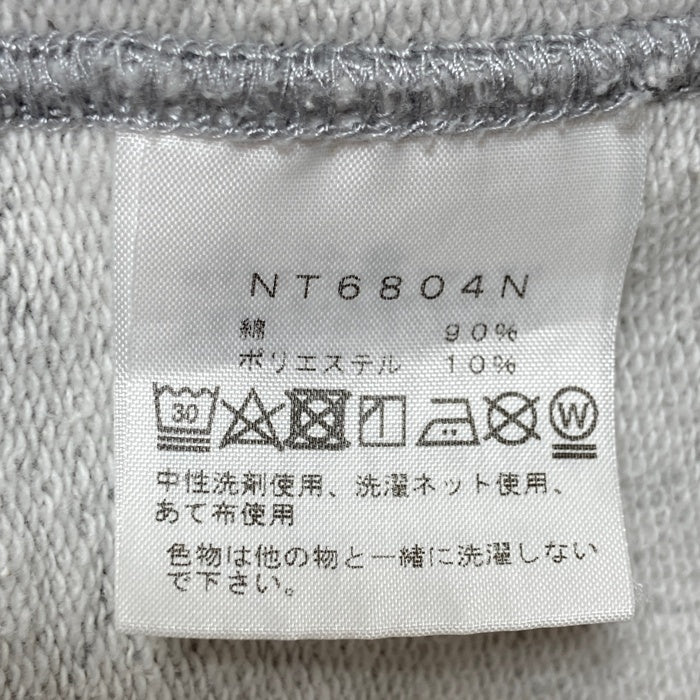 NT6804N
綿 90%
ポリエステル 10%
30 W
中性洗剤使用、洗濯ネット使用、
あて布使用
色物は他の物と一緒に洗濯しない
で下さい。